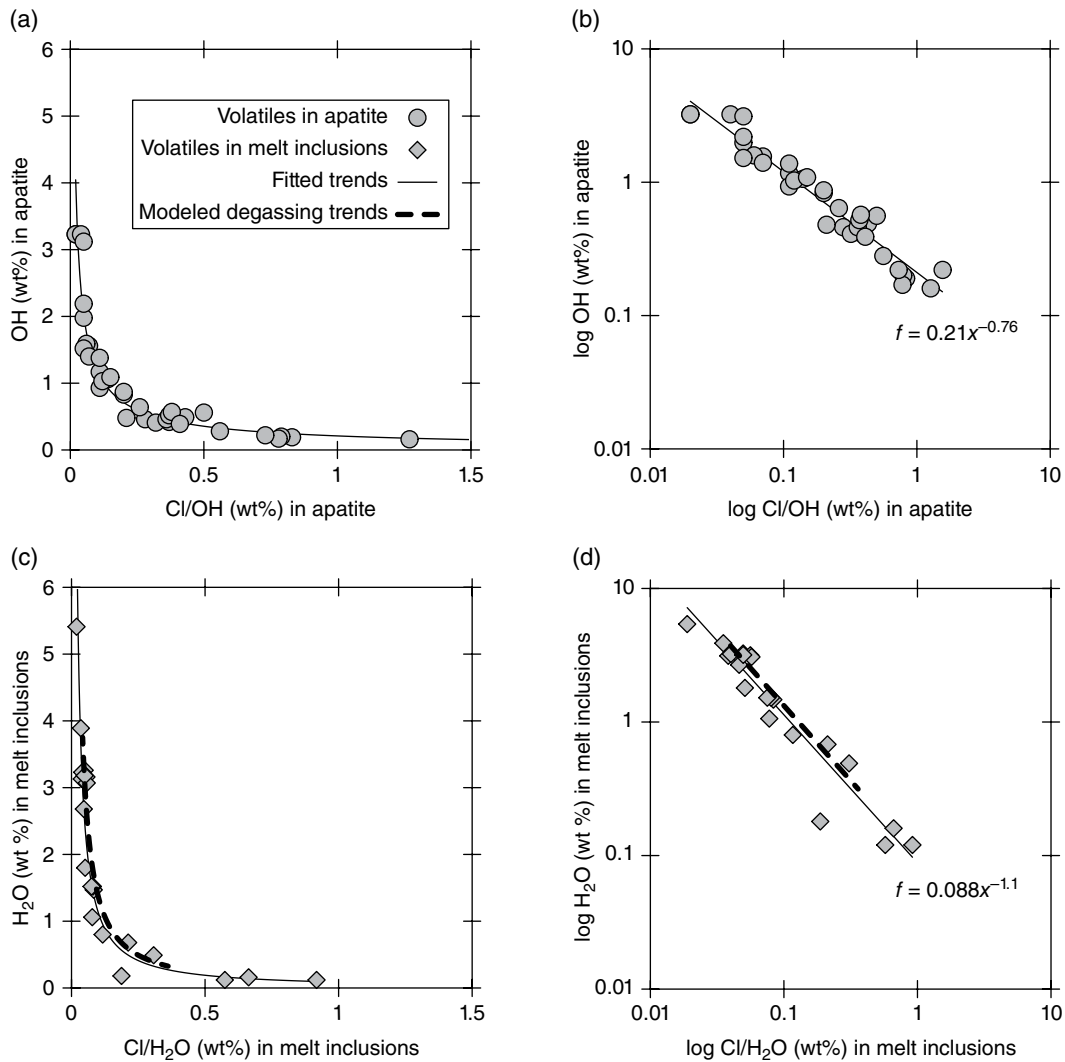 (a)
6
5
4
3
2
1
0
0
0.5
1
1.5
OH (wt%) in apatite
Cl/OH (wt%) in apatite
Volatiles in apatite
Volatiles in melt inclusions
Fitted trends
Modeled degassing trends
(b)
10
1
0.1
0.01
0.01
0.1
1
10
log OH (wt%) in apatite
log Cl/OH (wt%) in apatite
f = 0.21x⁻⁰·⁷⁶
(c)
6
5
4
3
2
1
0
0
0.5
1
1.5
H₂O (wt %) in melt inclusions
Cl/H₂O (wt%) in melt inclusions
(d)
10
1
0.1
0.01
0.01
0.1
1
10
log H₂O (wt %) in melt inclusions
log Cl/H₂O (wt%) in melt inclusions
f = 0.088x⁻¹·¹